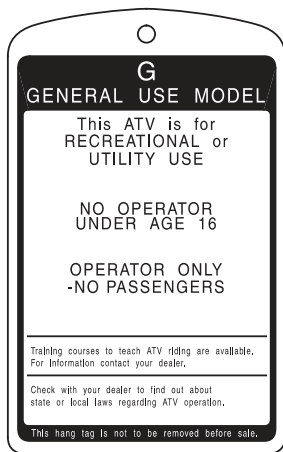 G
GENERAL USE MODEL
This ATV is for
RECREATIONAL or
UTILITY USE
NO OPERATOR
UNDER AGE 16
OPERATOR ONLY
-NO PASSENGERS
Training courses to teach ATV riding are available.
For Information contact your dealer.
Check with your dealer to find out about
state or local laws regarding ATV operation.
This hang tag is not to be removed before sale.